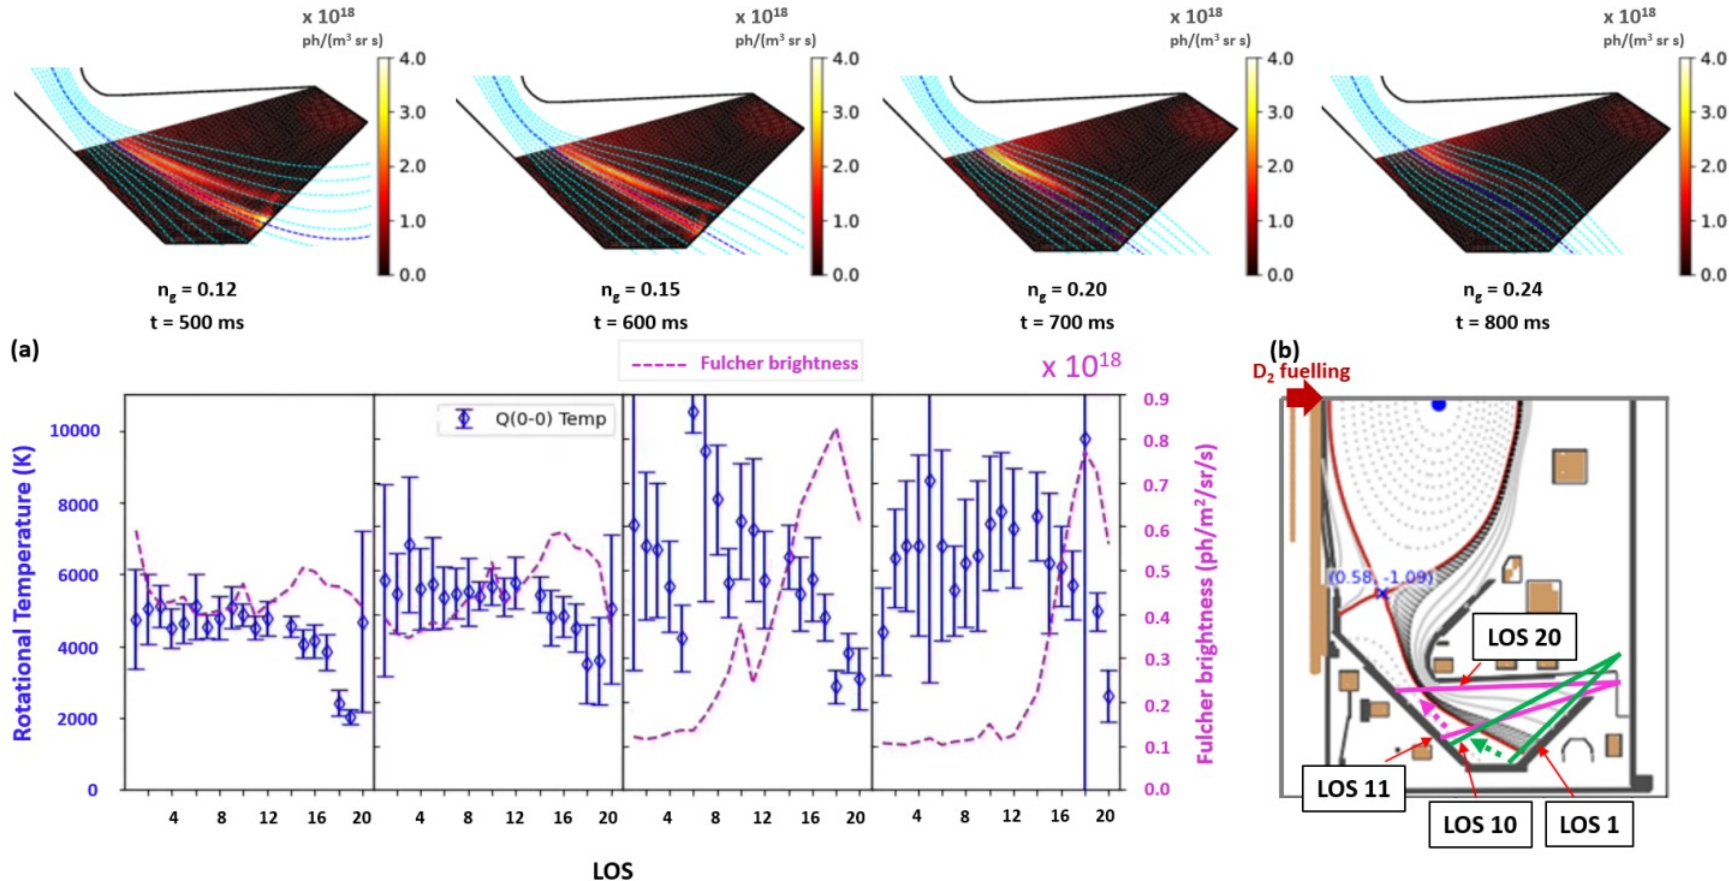 x 10¹⁸ x 10¹⁸ x 10¹⁸ x 10¹⁸
ph/(m³ sr s) ph/(m³ sr s) ph/(m³ sr s) ph/(m³ sr s)
4.0 4.0 4.0 4.0
3.0 3.0 3.0 3.0
2.0 2.0 2.0 2.0
1.0 1.0 1.0 1.0
0.0 0.0 0.0 0.0
n_g = 0.12 n_g = 0.15 n_g = 0.20 n_g = 0.24
t = 500 ms t = 600 ms t = 700 ms t = 800 ms
(a)
Fulcher brightness
x 10¹⁸
Q(0-0) Temp
Rotational Temperature (K)
10000
8000
6000
4000
2000
0
0.9
0.8
0.7
0.6
0.5
0.4
0.3
0.2
0.1
0.0
Fulcher brightness (ph/m²/sr/s)
4 8 12 16 20 4 8 12 16 20 4 8 12 16 20 4 8 12 16 20
LOS
(b)
D₂ fuelling
(0.58, -1.09)
LOS 20
LOS 11
LOS 10
LOS 1